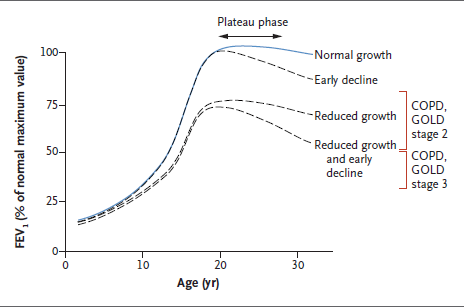 Plateau phase
FEV1 (% of normal maximum value)
100
75
50
25
0
Normal growth
Early decline
Reduced growth
Reduced growth
and early
decline
COPD,
GOLD
stage 2
COPD,
GOLD
stage 3
0
10
20
30
Age (yr)